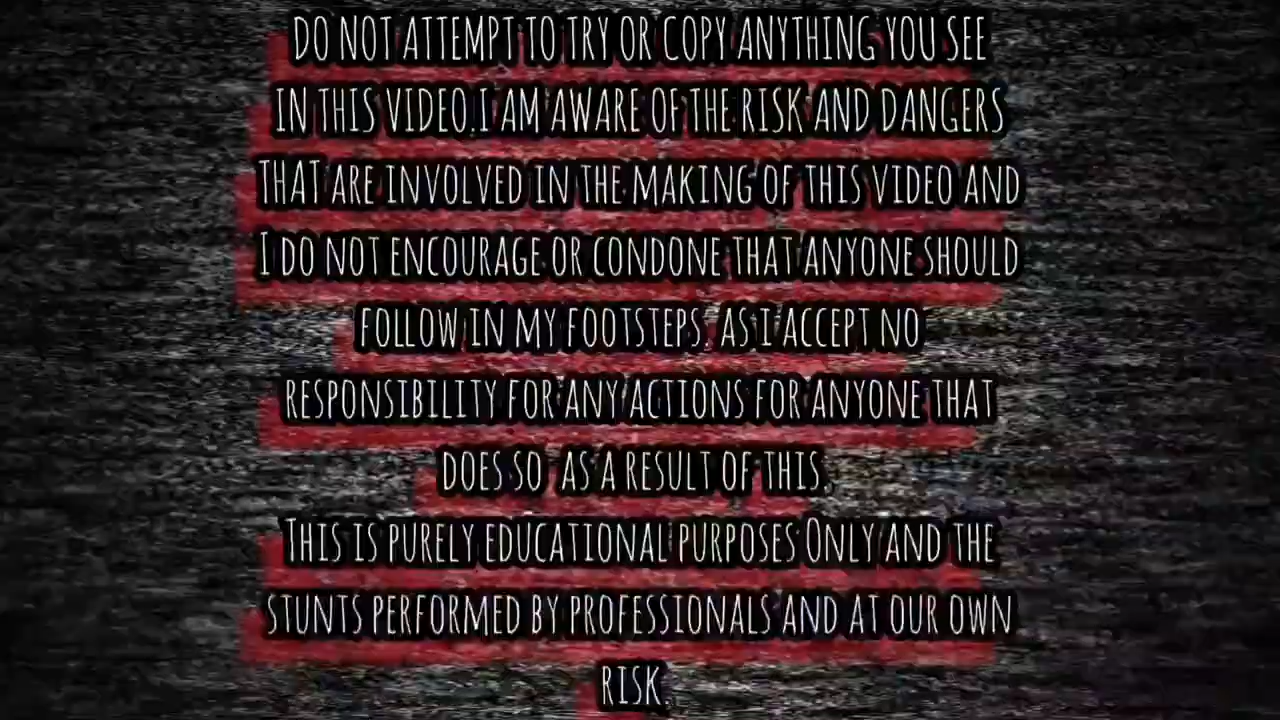 DO NOT ATTEMPT TO TRY OR COPY ANYTHING YOU SEE
IN THIS VIDEO,I AM AWARE OF THE RISK AND DANGERS
THAT ARE INVOLVED IN THE MAKING OF THIS VIDEO AND
I DO NOT ENCOURAGE OR CONDONE THAT ANYONE SHOULD
FOLLOW IN MY FOOTSTEPS, AS I ACCEPT NO
RESPONSIBILITY FOR ANY ACTIONS FOR ANYONE THAT
DOES SO AS A RESULT OF THIS.
THIS IS PURELY EDUCATIONAL PURPOSES ONLY AND THE
STUNTS PERFORMED BY PROFESSIONALS AND AT OUR OWN
RISK.